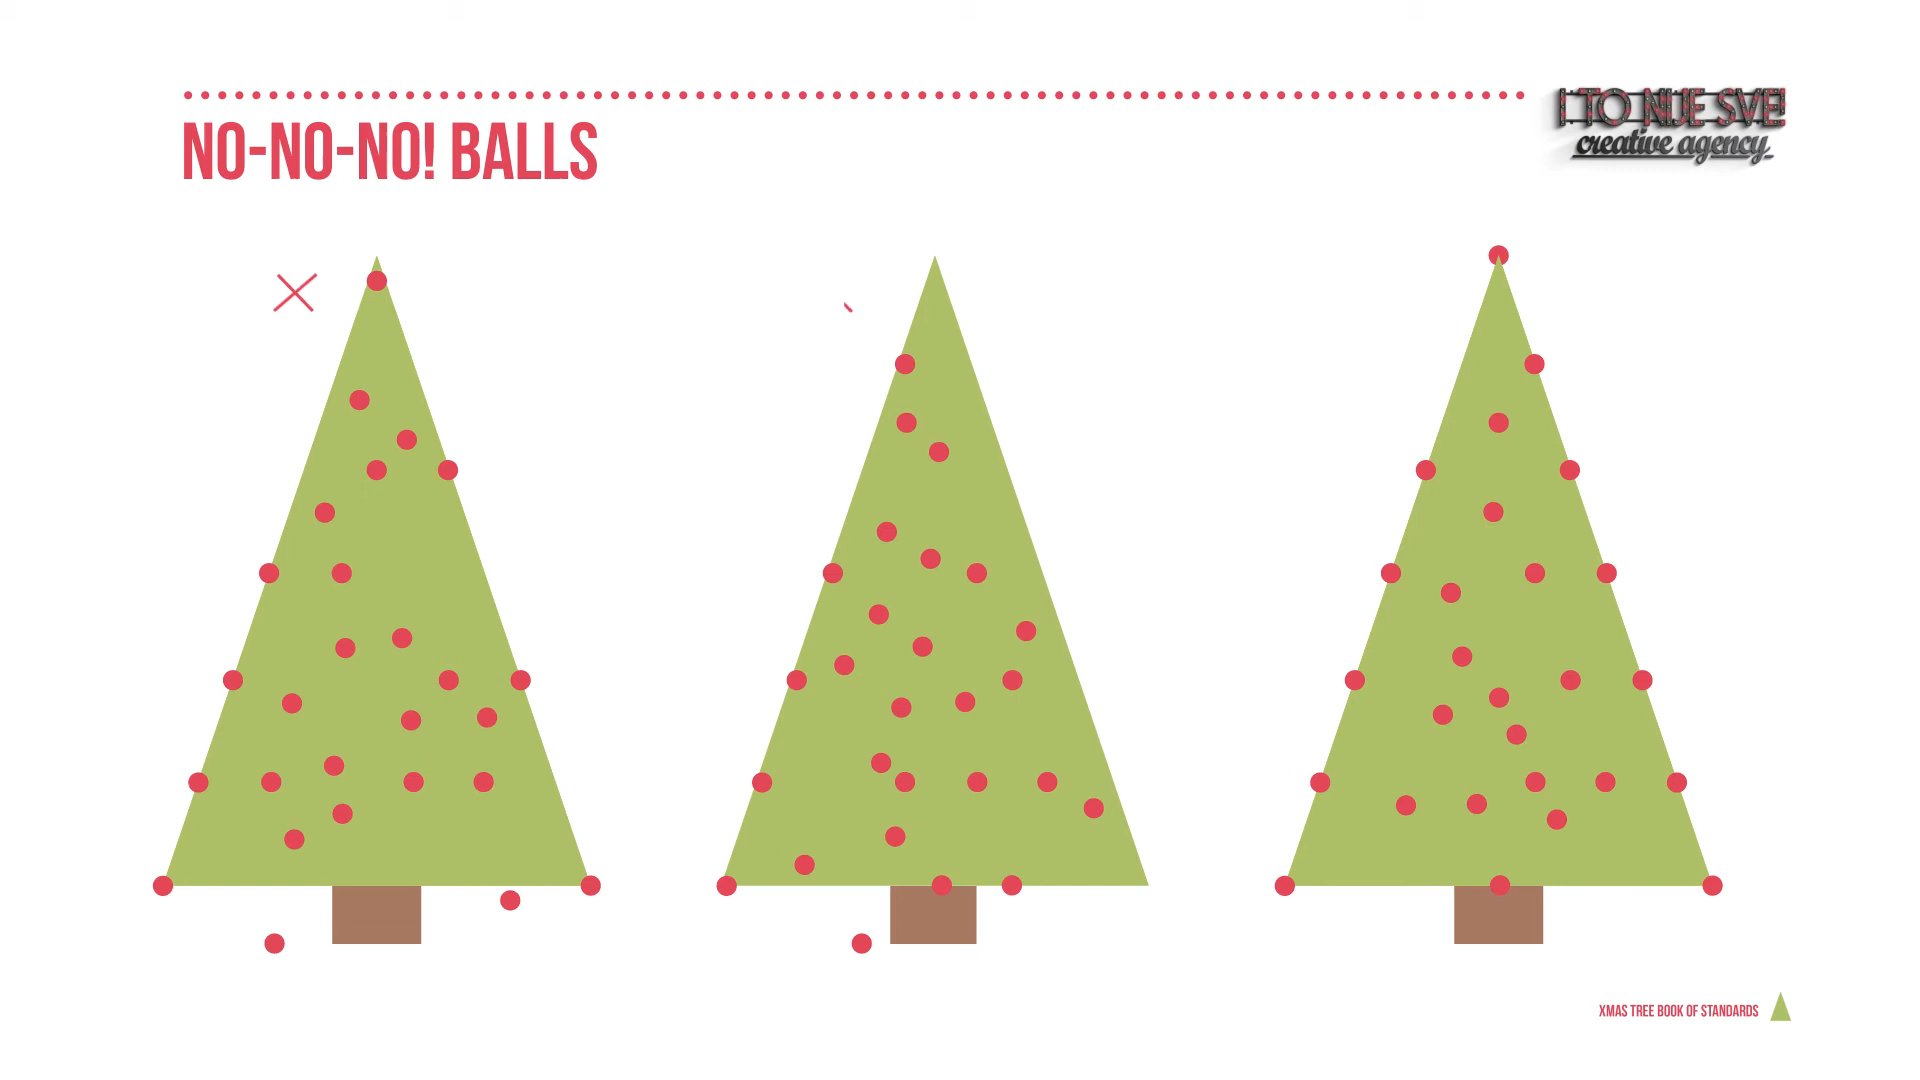 NO-NO-NO! BALLS
I TO NIJE SVE!
creative agency
XMAS TREE BOOK OF STANDARDS